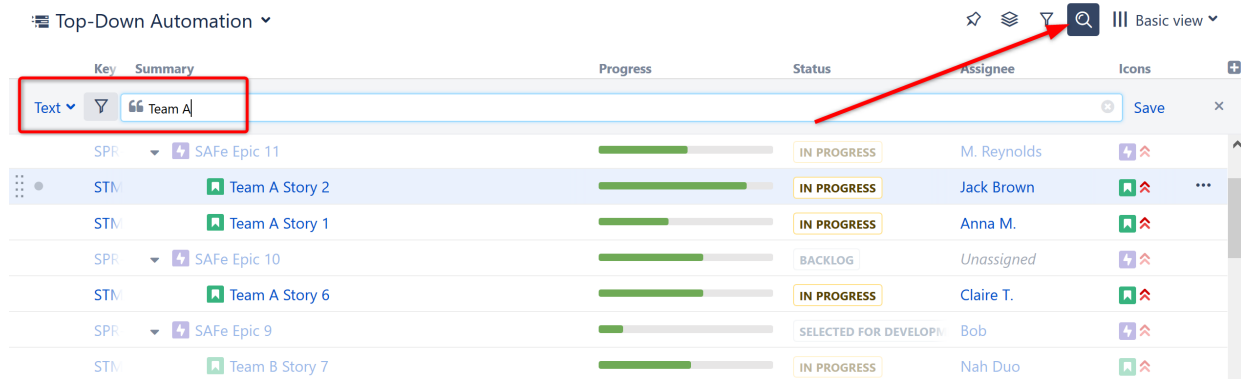 Top-Down Automation
Basic view
Key Summary Progress Status Assignee Icons
Text Team A Save
SPR SAFe Epic 11 IN PROGRESS M. Reynolds
STM Team A Story 2 IN PROGRESS Jack Brown
STM Team A Story 1 IN PROGRESS Anna M.
SPR SAFe Epic 10 BACKLOG Unassigned
STM Team A Story 6 IN PROGRESS Claire T.
SPR SAFe Epic 9 SELECTED FOR DEVELOPM Bob
STM Team B Story 7 IN PROGRESS Nah Duo